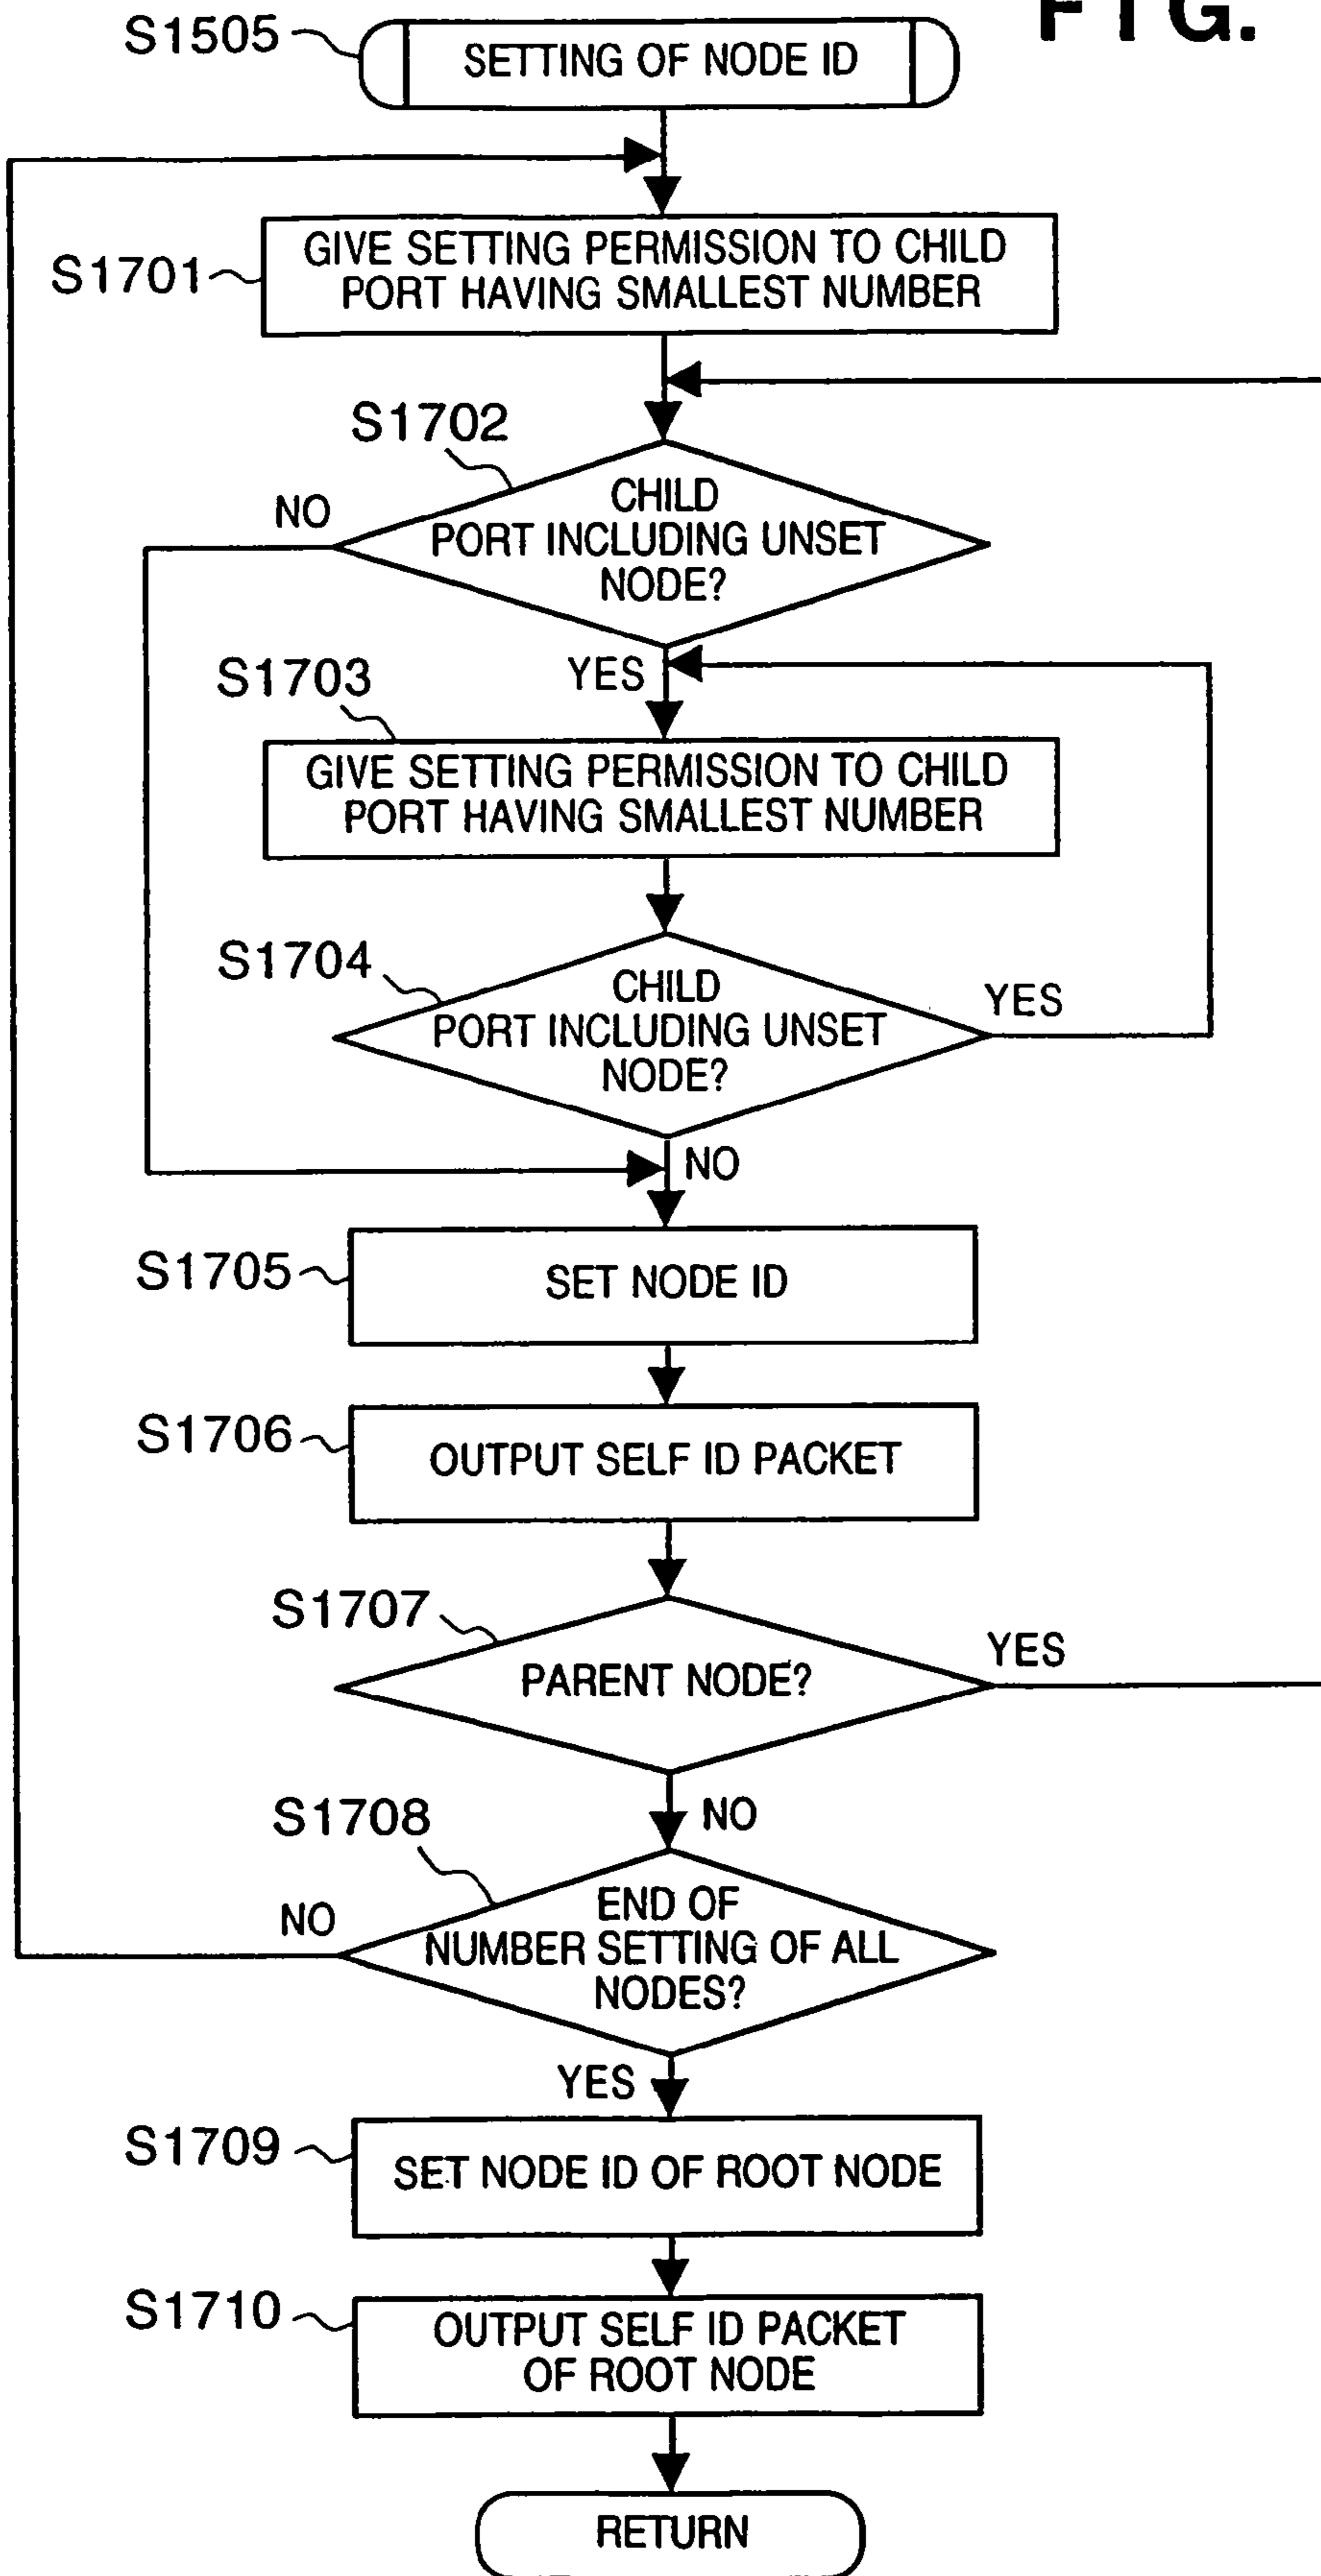 FIG.
S1505
SETTING OF NODE ID
S1701
GIVE SETTING PERMISSION TO CHILD
PORT HAVING SMALLEST NUMBER
S1702
NO
CHILD
PORT INCLUDING UNSET
NODE?
YES
S1703
GIVE SETTING PERMISSION TO CHILD
PORT HAVING SMALLEST NUMBER
S1704
CHILD
PORT INCLUDING UNSET
NODE?
YES
NO
S1705
SET NODE ID
S1706
OUTPUT SELF ID PACKET
S1707
PARENT NODE?
YES
NO
S1708
NO
END OF
NUMBER SETTING OF ALL
NODES?
YES
S1709
SET NODE ID OF ROOT NODE
S1710
OUTPUT SELF ID PACKET
OF ROOT NODE
RETURN